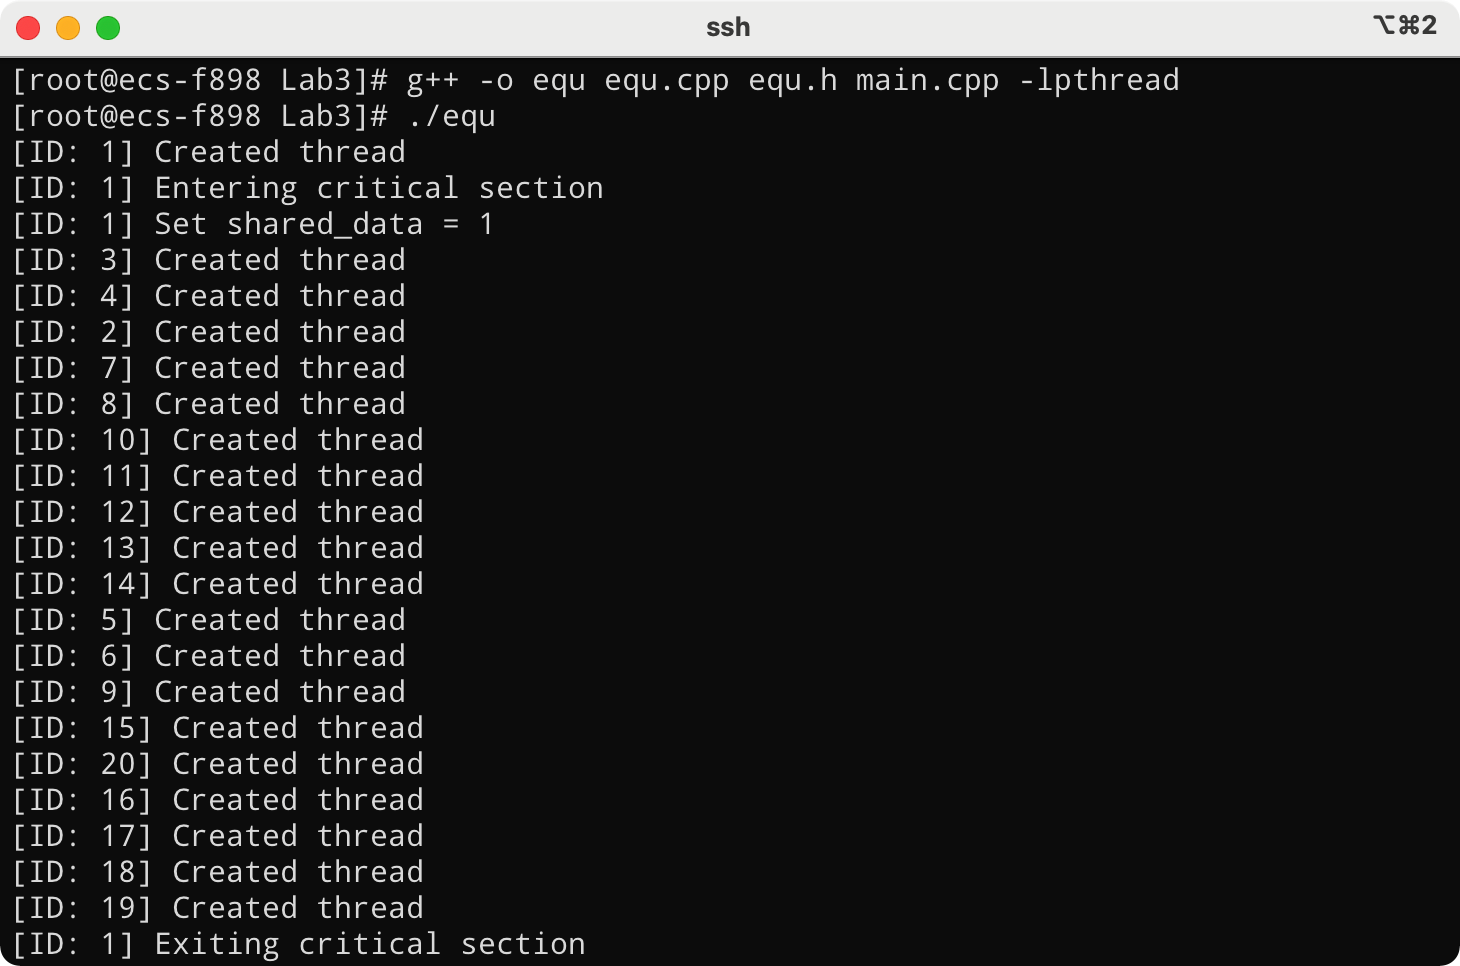 ssh
⌥⌘2
[root@ecs-f898 Lab3]# g++ -o equ equ.cpp equ.h main.cpp -lpthread
[root@ecs-f898 Lab3]# ./equ
[ID: 1] Created thread
[ID: 1] Entering critical section
[ID: 1] Set shared_data = 1
[ID: 3] Created thread
[ID: 4] Created thread
[ID: 2] Created thread
[ID: 7] Created thread
[ID: 8] Created thread
[ID: 10] Created thread
[ID: 11] Created thread
[ID: 12] Created thread
[ID: 13] Created thread
[ID: 14] Created thread
[ID: 5] Created thread
[ID: 6] Created thread
[ID: 9] Created thread
[ID: 15] Created thread
[ID: 20] Created thread
[ID: 16] Created thread
[ID: 17] Created thread
[ID: 18] Created thread
[ID: 19] Created thread
[ID: 1] Exiting critical section